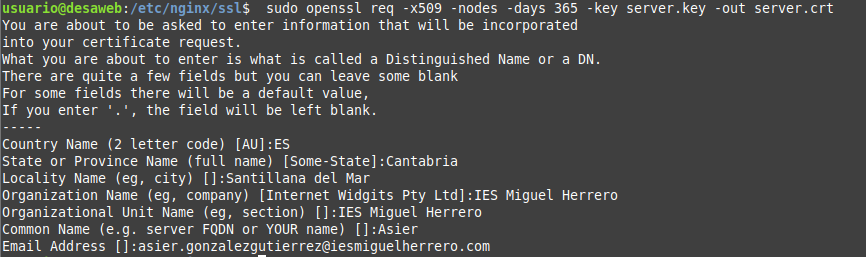 usuario@desaweb:/etc/nginx/ssl$  sudo openssl req -x509 -nodes -days 365 -key server.key -out server.crt
You are about to be asked to enter information that will be incorporated
into your certificate request.
What you are about to enter is what is called a Distinguished Name or a DN.
There are quite a few fields but you can leave some blank
For some fields there will be a default value,
If you enter '.', the field will be left blank.
-----
Country Name (2 letter code) [AU]:ES
State or Province Name (full name) [Some-State]:Cantabria
Locality Name (eg, city) []:Santillana del Mar
Organization Name (eg, company) [Internet Widgits Pty Ltd]:IES Miguel Herrero
Organizational Unit Name (eg, section) []:IES Miguel Herrero
Common Name (e.g. server FQDN or YOUR name) []:Asier
Email Address []:asier.gonzalezgutierrez@iesmiguelherrero.com